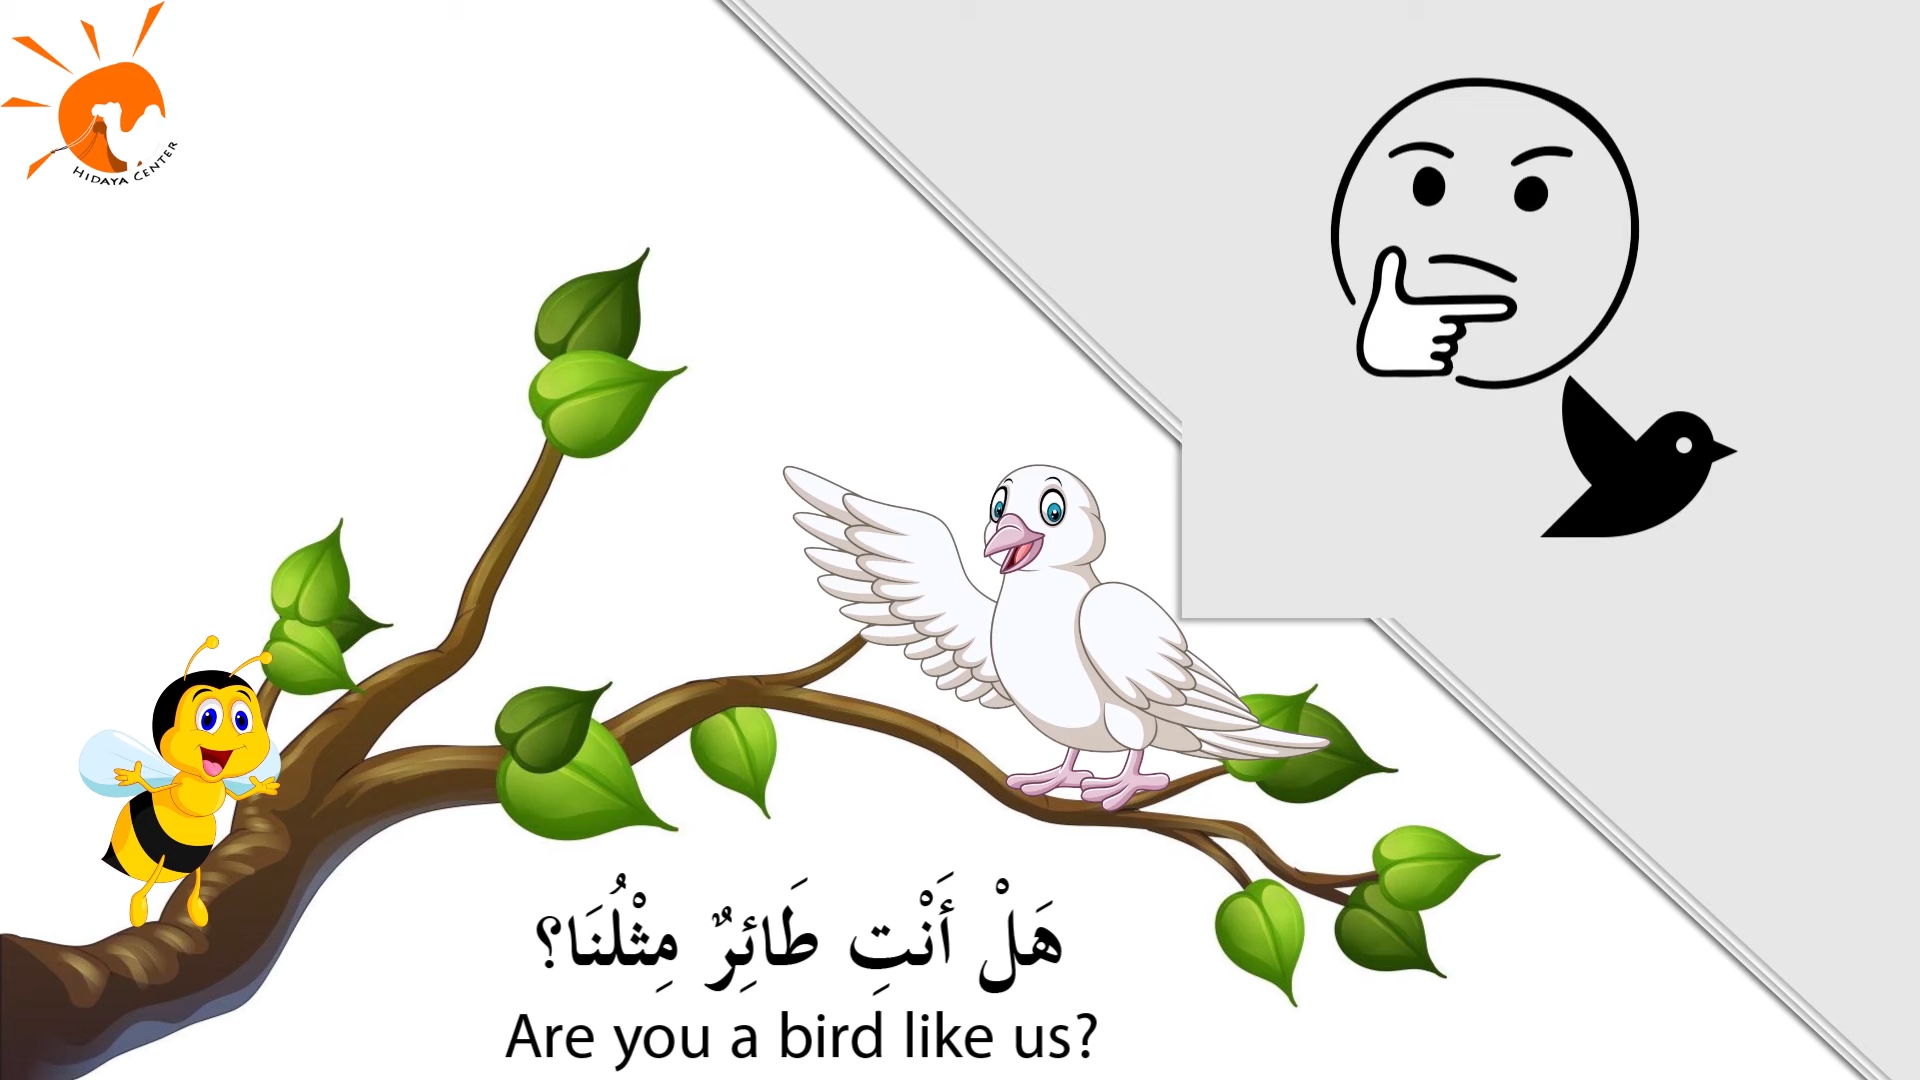 HIDAYA CENTER
هَلْ أَنْتِ طَائِرٌ مِثْلُنَا؟
Are you a bird like us?